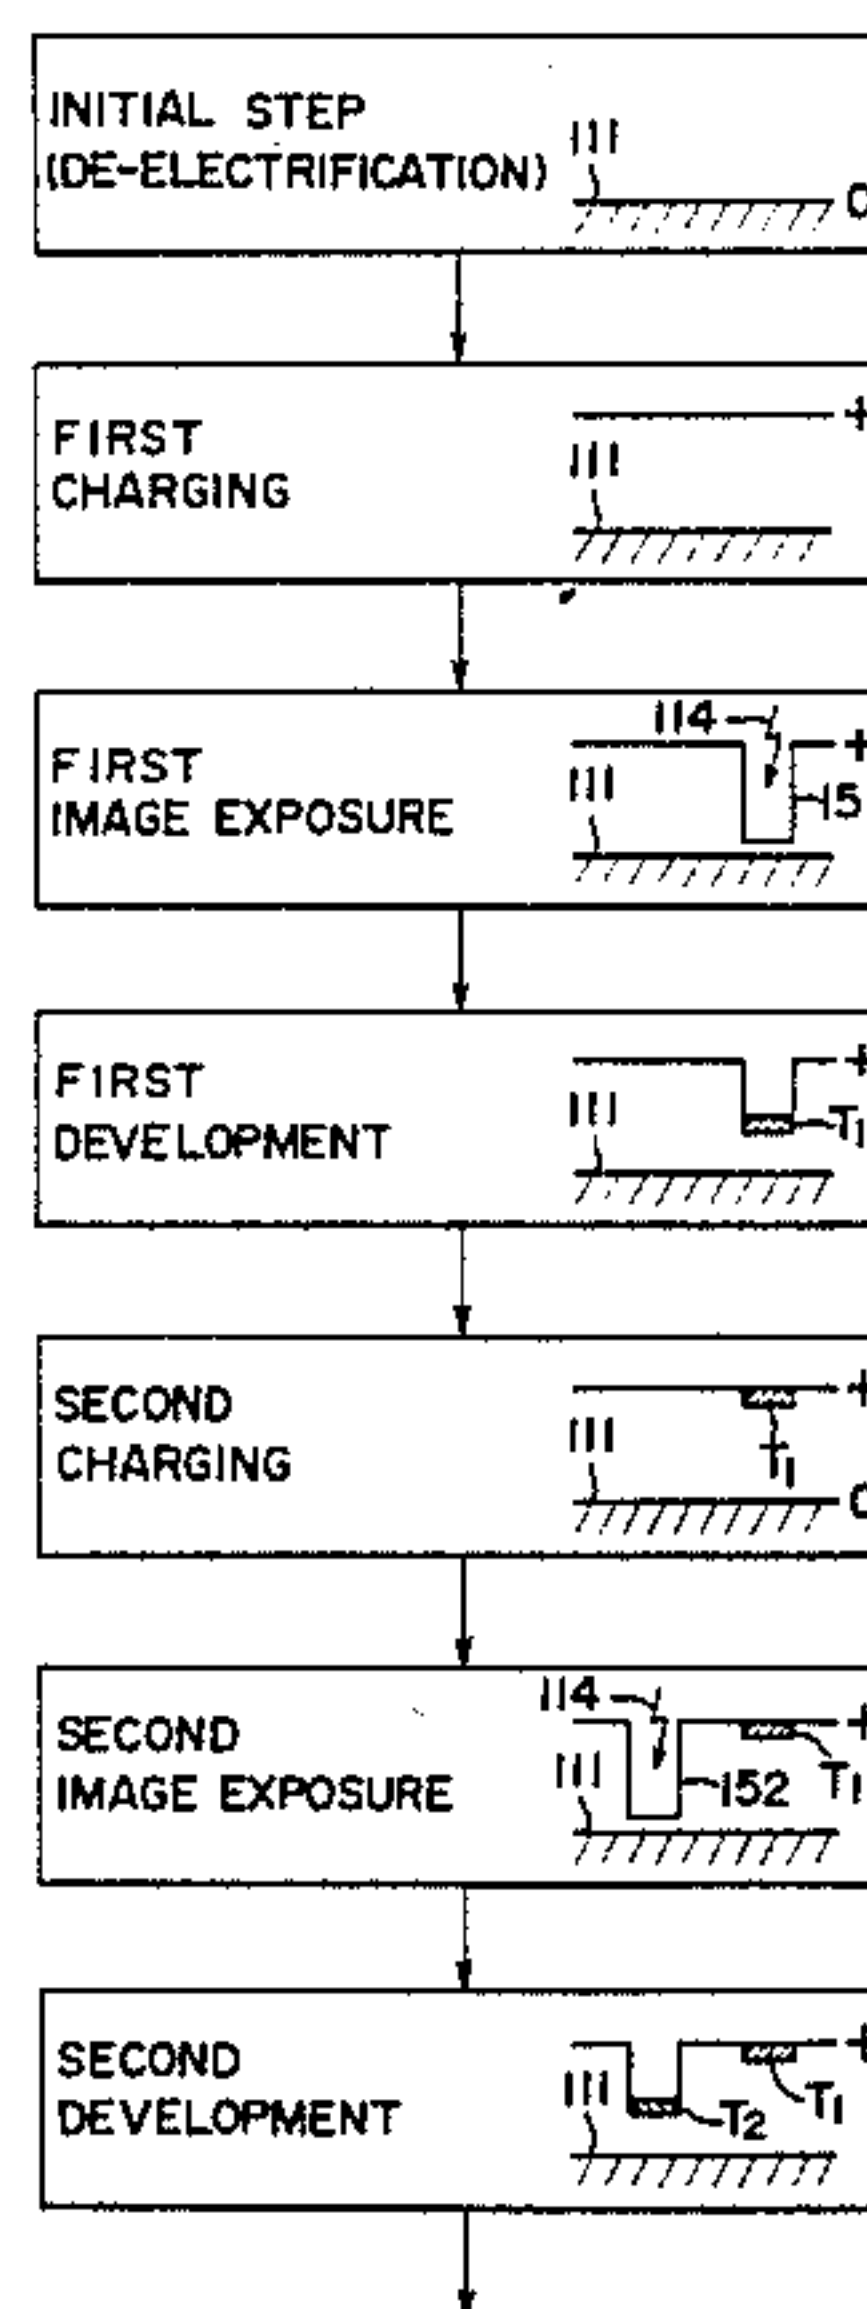 INITIAL STEP
(DE-ELECTRIFICATION)
111
0
FIRST
CHARGING
111
+
FIRST
IMAGE EXPOSURE
114
111
+
15
FIRST
DEVELOPMENT
111
+
T1
SECOND
CHARGING
111
+
T1
0
SECOND
IMAGE EXPOSURE
114
111
+
152
T1
SECOND
DEVELOPMENT
111
+
T2
T1